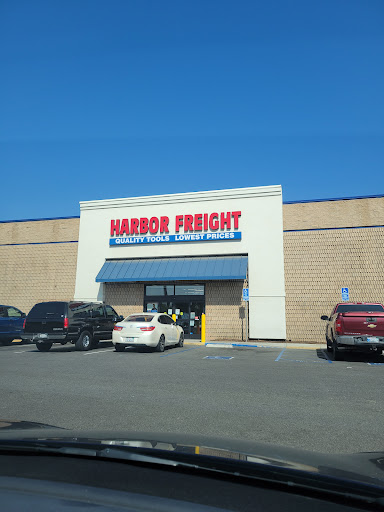 HARBOR FREIGHT
QUALITY TOOLS LOWEST PRICES